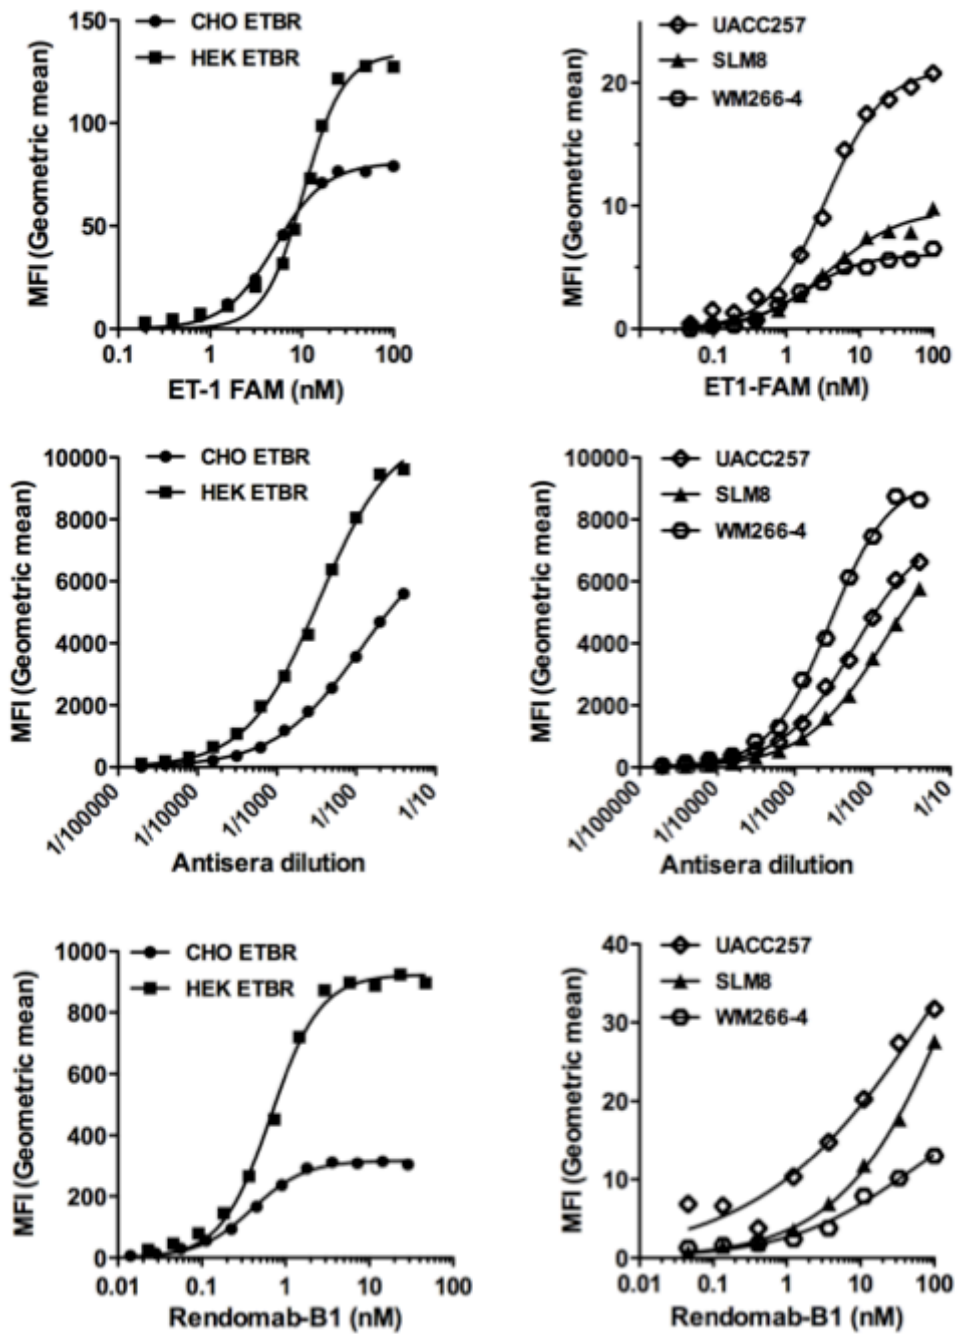 CHO ETBR
HEK ETBR
MFI (Geometric mean)
150
100
50
0
0.1 1 10 100
ET-1 FAM (nM)
UACC257
SLM8
WM266-4
MFI (Geometric mean)
20
10
0
0.1 1 10 100
ET1-FAM (nM)
CHO ETBR
HEK ETBR
MFI (Geometric mean)
10000
8000
6000
4000
2000
0
1/100000 1/10000 1/1000 1/100 1/10
Antisera dilution
UACC257
SLM8
WM266-4
MFI (Geometric mean)
10000
8000
6000
4000
2000
0
1/100000 1/100000 1/1000 1/100 1/10
Antisera dilution
CHO ETBR
HEK ETBR
MFI (Geometric mean)
1000
800
600
400
200
0
0.01 0.1 1 10 100
Rendomab-B1 (nM)
UACC257
SLM8
WM266-4
MFI (Geometric mean)
40
30
20
10
0
0.01 0.1 1 10 100
Rendomab-B1 (nM)